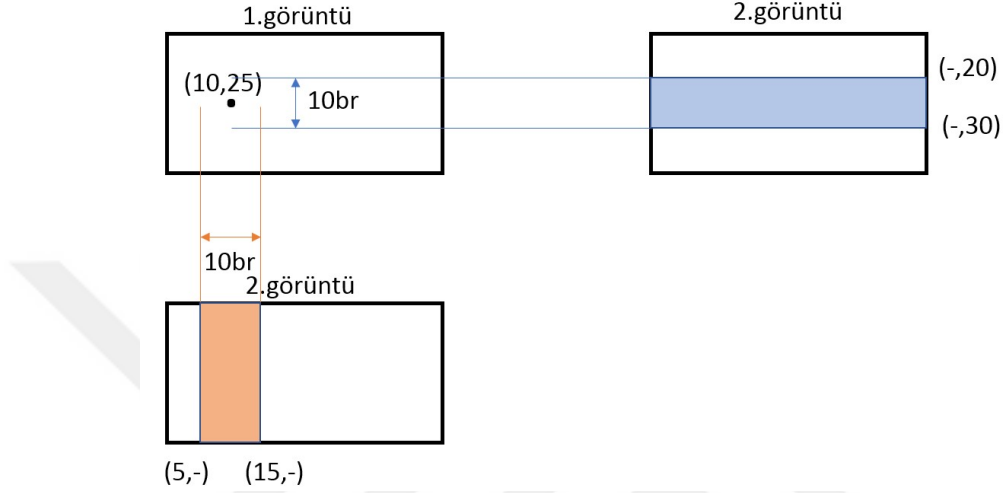 1.görüntü
2.görüntü
(10,25)
10br
(-,20)
(-,30)
10br
2.görüntü
(5,-)
(15,-)